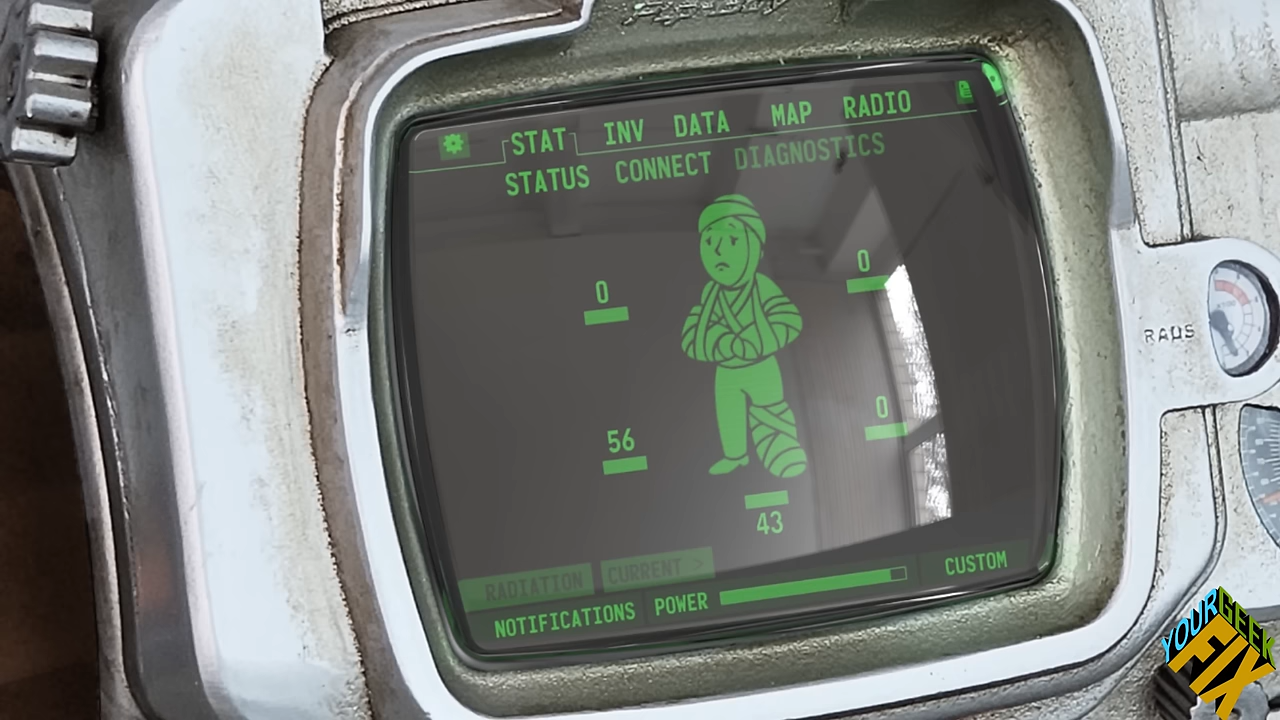 STAT INV DATA MAP RADIO
STATUS CONNECT DIAGNOSTICS
0
0
56
0
43
RADIATION CURRENT >
NOTIFICATIONS POWER CUSTOM
RADS
YOUR GEEK
FIX